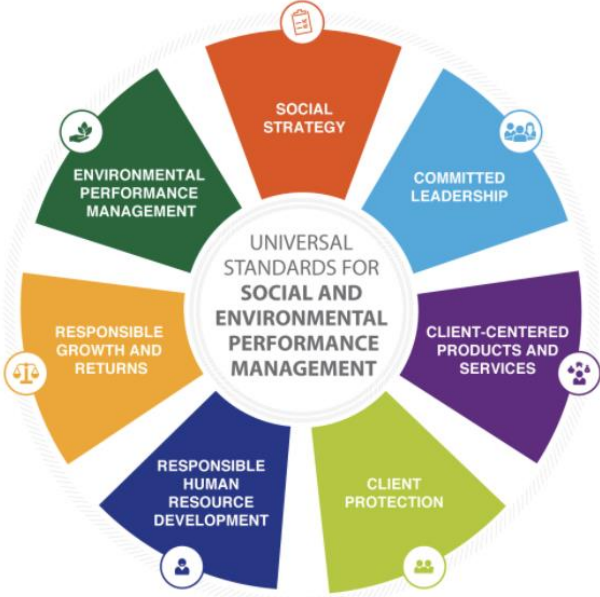 SOCIAL
STRATEGY
COMMITTED
LEADERSHIP
CLIENT-CENTERED
PRODUCTS AND
SERVICES
CLIENT
PROTECTION
RESPONSIBLE
HUMAN
RESOURCE
DEVELOPMENT
RESPONSIBLE
GROWTH AND
RETURNS
ENVIRONMENTAL
PERFORMANCE
MANAGEMENT
UNIVERSAL
STANDARDS FOR
SOCIAL AND
ENVIRONMENTAL
PERFORMANCE
MANAGEMENT